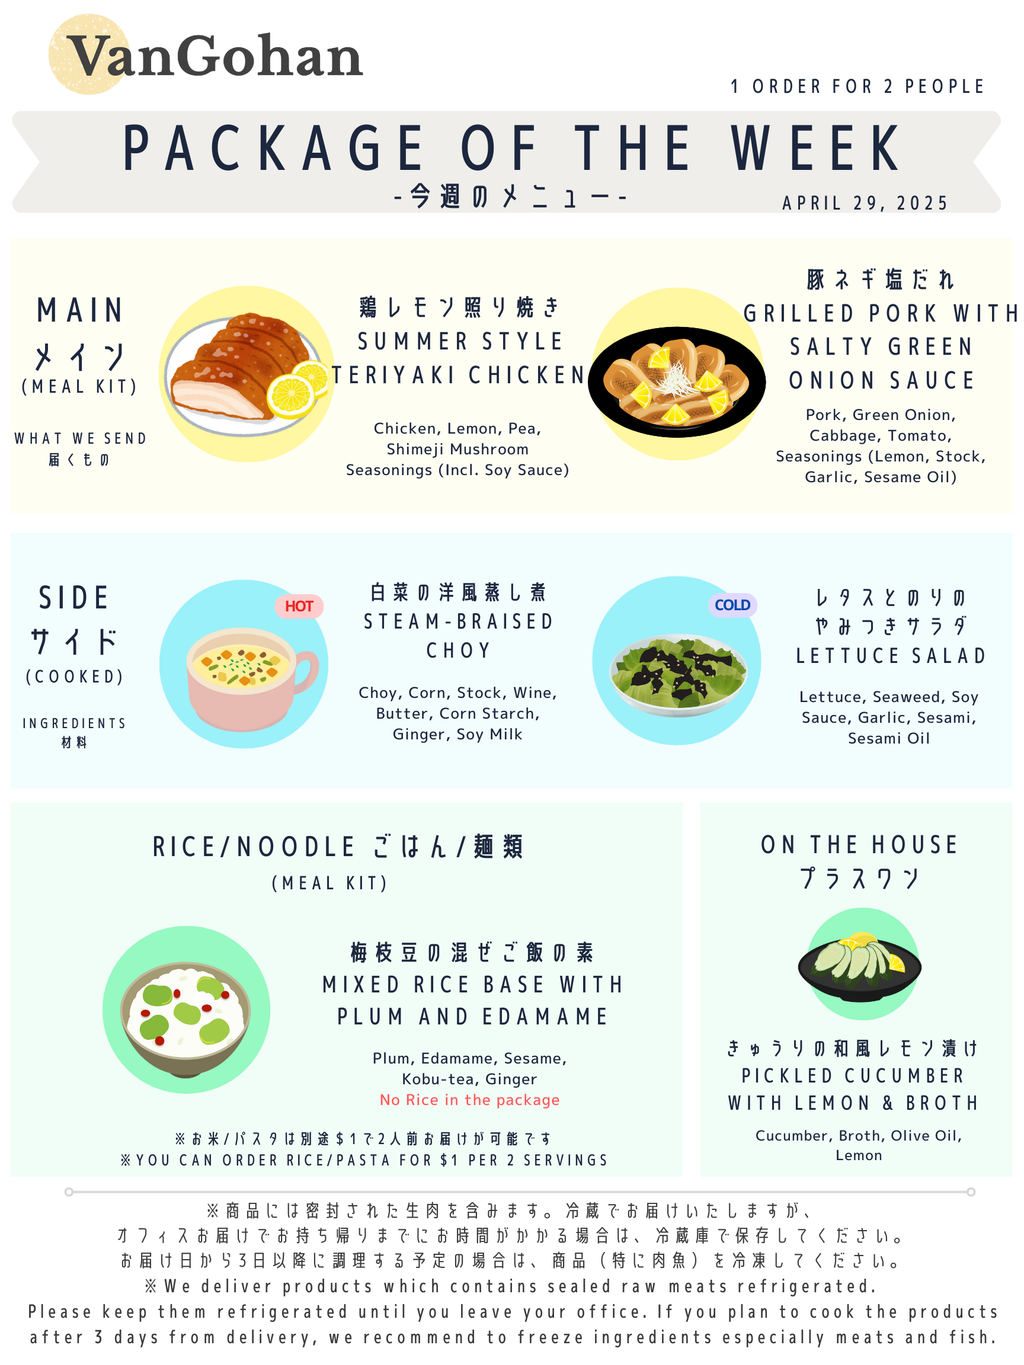 VanGohan
1 ORDER FOR 2 PEOPLE
PACKAGE OF THE WEEK
-今週のメニュー-
APRIL 29, 2025
MAIN
メイン
(MEAL KIT)
WHAT WE SEND
届くもの
鶏レモン照り焼き
SUMMER STYLE
TERIYAKI CHICKEN
Chicken, Lemon, Pea,
Shimeji Mushroom
Seasonings (Incl. Soy Sauce)
豚ネギ塩だれ
GRILLED PORK WITH
SALTY GREEN
ONION SAUCE
Pork, Green Onion,
Cabbage, Tomato,
Seasonings (Lemon, Stock,
Garlic, Sesame Oil)
SIDE
サイド
(COOKED)
INGREDIENTS
材料
HOT
白菜の洋風蒸し煮
STEAM-BRAISED
CHOY
Choy, Corn, Stock, Wine,
Butter, Corn Starch,
Ginger, Soy Milk
COLD
レタスとのりの
やみつきサラダ
LETTUCE SALAD
Lettuce, Seaweed, Soy
Sauce, Garlic, Sesami,
Sesami Oil
RICE/NOODLE ごはん/麺類
(MEAL KIT)
梅枝豆の混ぜご飯の素
MIXED RICE BASE WITH
PLUM AND EDAMAME
Plum, Edamame, Sesame,
Kobu-tea, Ginger
No Rice in the package
※お米/パスタは別途$1で2人前お届けが可能です
※YOU CAN ORDER RICE/PASTA FOR $1 PER 2 SERVINGS
ON THE HOUSE
プラスワン
きゅうりの和風レモン漬け
PICKLED CUCUMBER
WITH LEMON & BROTH
Cucumber, Broth, Olive Oil,
Lemon
※商品には密封された生肉を含みます。冷蔵でお届けいたしますが、
オフィスお届けでお持ち帰りまでにお時間がかかる場合は、冷蔵庫で保存してください。
お届け日から3日以降に調理する予定の場合は、商品（特に肉魚）を冷凍してください。
※We deliver products which contains sealed raw meats refrigerated.
Please keep them refrigerated until you leave your office. If you plan to cook the products
after 3 days from delivery, we recommend to freeze ingredients especially meats and fish.